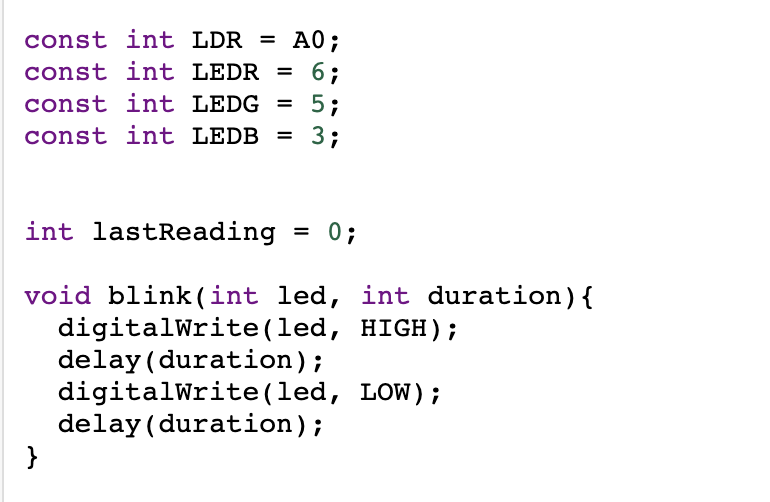 const int LDR = A0;
const int LEDR = 6;
const int LEDG = 5;
const int LEDB = 3;
int lastReading = 0;
void blink(int led, int duration){
  digitalWrite(led, HIGH);
  delay(duration);
  digitalWrite(led, LOW);
  delay(duration);
}